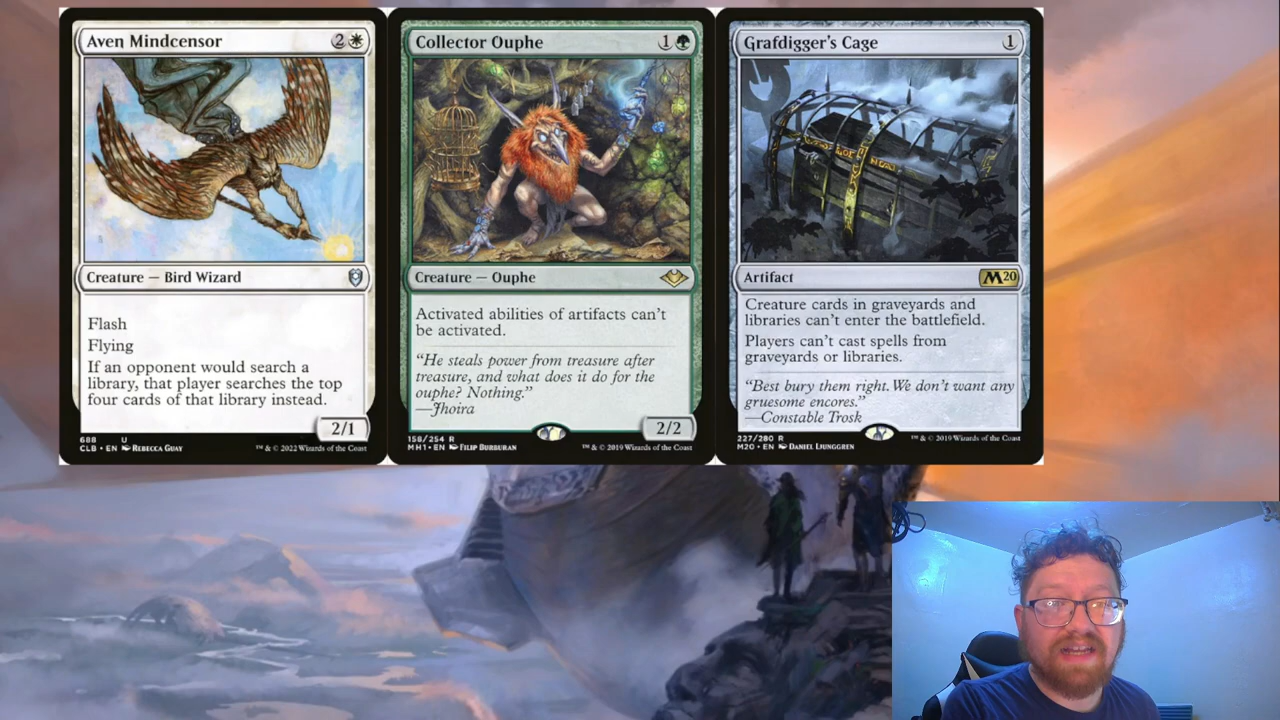 Aven Mindcensor 2
Creature — Bird Wizard
Flash
Flying
If an opponent would search a
library, that player searches the top
four cards of that library instead.
2/1
688 U
CLB • EN Rebecca Guay ™ & © 2022 Wizards of the Coast
Collector Ouphe 1
Creature — Ouphe
Activated abilities of artifacts can't
be activated.
“He steals power from treasure after
treasure, and what does it do for the
ouphe? Nothing.”
—Jhoira
2/2
158/254 R
MH1 • EN Filip Burburan ™ & © 2019 Wizards of the Coast
Grafdigger's Cage 1
Artifact M20
Creature cards in graveyards and
libraries can't enter the battlefield.
Players can't cast spells from
graveyards or libraries.
“Best bury them right. We don't want any
gruesome encores.”
—Constable Trosk
227/280 R
M20 • EN Daniel Ljunggren ™ & © 2019 Wizards of the Coast